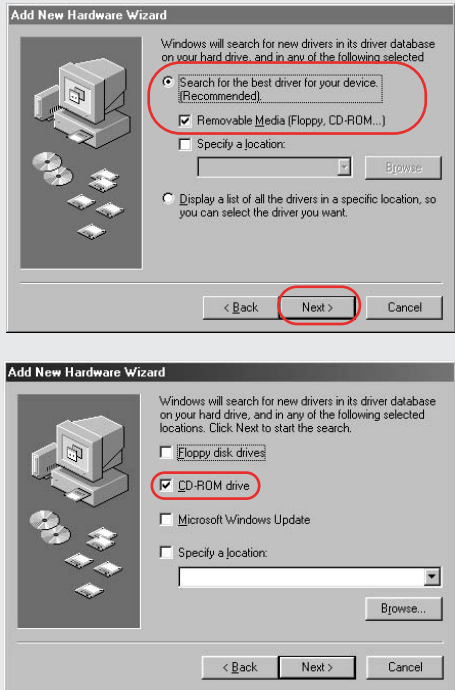 Add New Hardware Wizard
Windows will search for new drivers in its driver database
on your hard drive, and in any of the following selected
Search for the best driver for your device.
(Recommended).
Removable Media (Floppy, CD-ROM...)
Specify a location:
Browse
Display a list of all the drivers in a specific location, so
you can select the driver you want.
< Back
Next >
Cancel
Add New Hardware Wizard
Windows will search for new drivers in its driver database
on your hard drive, and in any of the following selected
locations. Click Next to start the search.
Floppy disk drives
CD-ROM drive
Microsoft Windows Update
Specify a location:
Browse...
< Back
Next >
Cancel